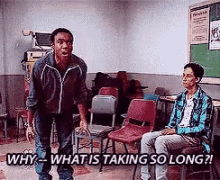 WHY – WHAT IS TAKING SO LONG?!